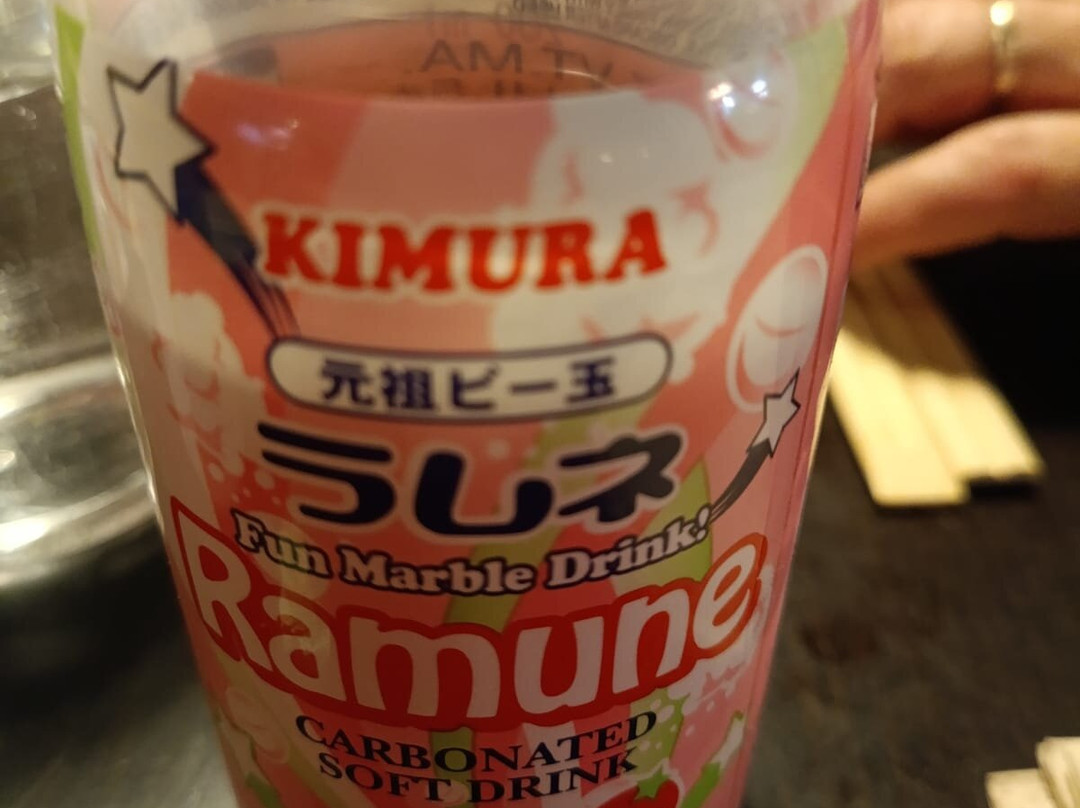 KIMURA
元祖ビー玉
ラムネ
Fun Marble Drink!
Ramune
CARBONATED
SOFT DRINK